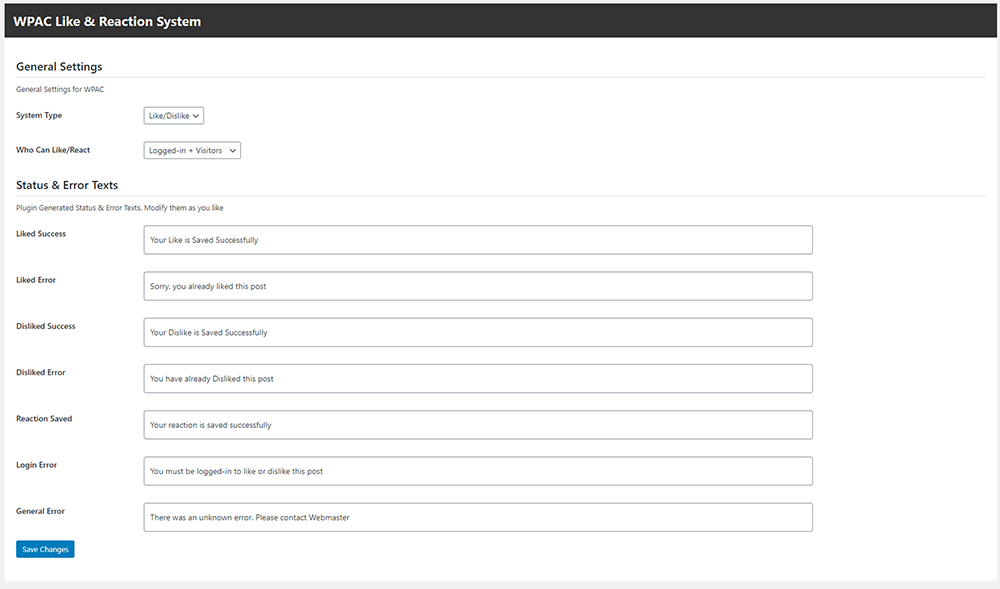 WPAC Like & Reaction System
General Settings
General Settings for WPAC
System Type Like/Dislike
Who Can Like/React Logged-in + Visitors
Status & Error Texts
Plugin Generated Status & Error Texts. Modify them as you like
Liked Success Your Like is Saved Successfully
Liked Error Sorry, you already liked this post
Disliked Success Your Dislike is Saved Successfully
Disliked Error You have already Disliked this post
Reaction Saved Your reaction is saved successfully
Login Error You must be logged-in to like or dislike this post
General Error There was an unknown error. Please contact Webmaster
Save Changes